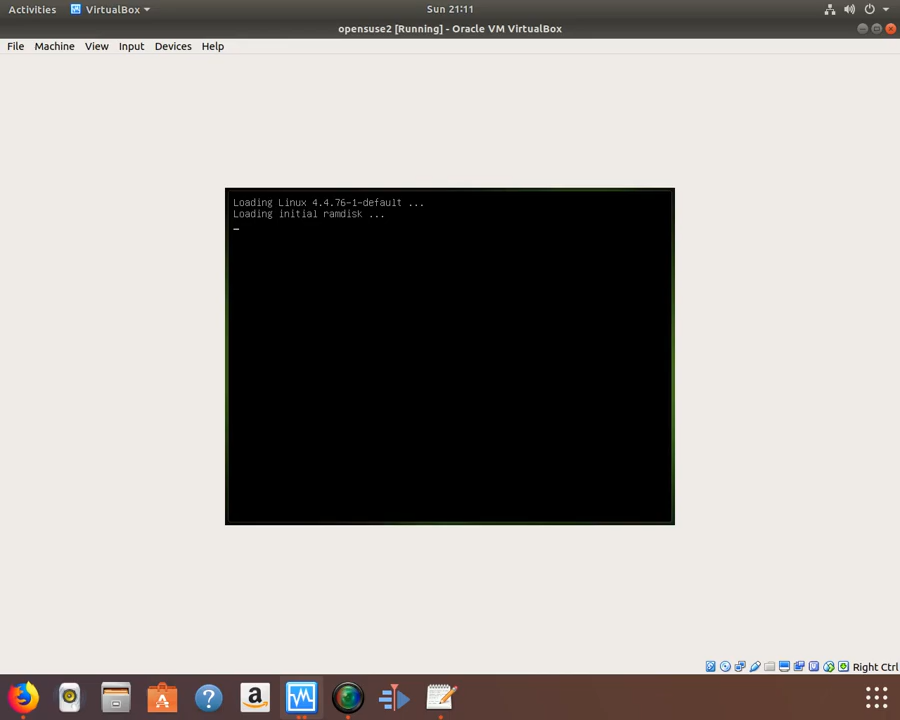 Activities VirtualBox Sun 21:11
opensuse2 [Running] - Oracle VM VirtualBox
File Machine View Input Devices Help
Loading Linux 4.4.76-1-default ...
Loading initial ramdisk ...
Right Ctrl